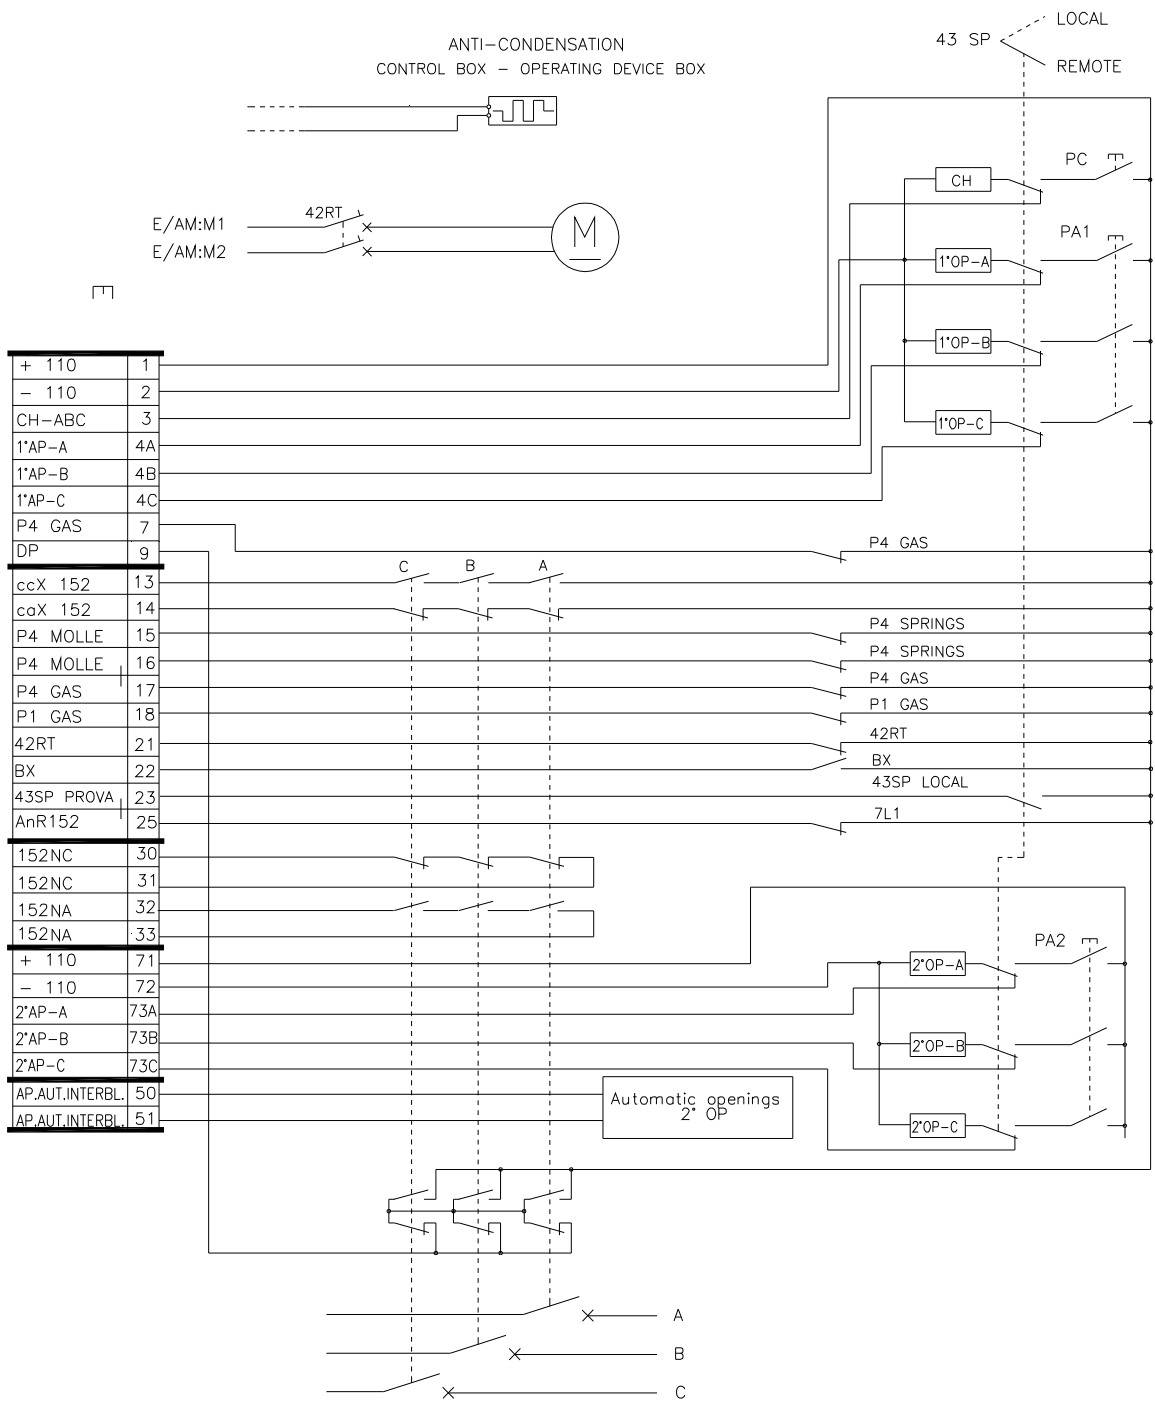 LOCAL
43 SP
REMOTE
ANTI-CONDENSATION
CONTROL BOX - OPERATING DEVICE BOX
PC
CH
E/AM:M1
42RT
M
E/AM:M2
PA1
1°OP-A
1°OP-B
1°OP-C
+ 110 1
- 110 2
CH-ABC 3
1°AP-A 4A
1°AP-B 4B
1°AP-C 4C
P4 GAS 7
DP 9
P4 GAS
C B A
ccX 152 13
caX 152 14
P4 MOLLE 15
P4 SPRINGS
P4 MOLLE 16
P4 SPRINGS
P4 GAS 17
P4 GAS
P1 GAS 18
P1 GAS
42RT 21
42RT
BX 22
BX
43SP PROVA 23
43SP LOCAL
AnR152 25
7L1
152NC 30
152NC 31
152NA 32
152NA 33
+ 110 71
- 110 72
2°AP-A 73A
2°AP-B 73B
2°AP-C 73C
PA2
2°OP-A
2°OP-B
2°OP-C
AP.AUT.INTERBL. 50
AP.AUT.INTERBL. 51
Automatic openings
2° OP
A
B
C